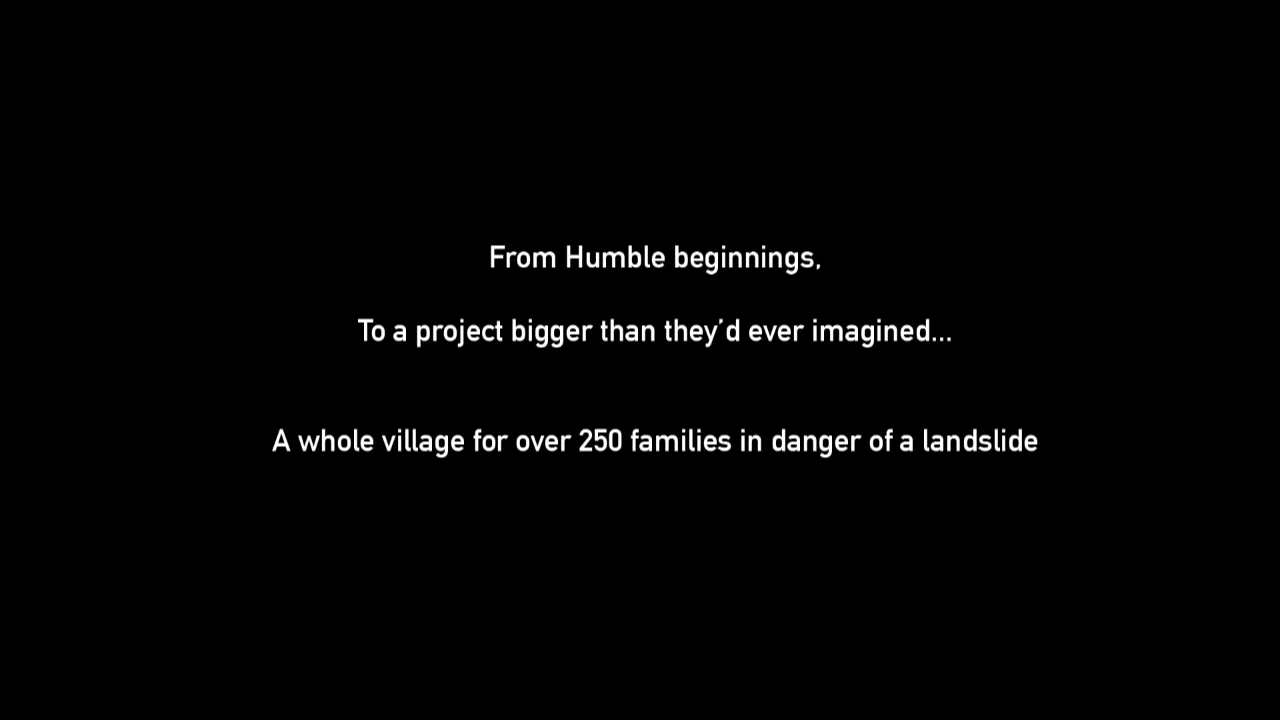 From Humble beginnings,
To a project bigger than they'd ever imagined...
A whole village for over 250 families in danger of a landslide